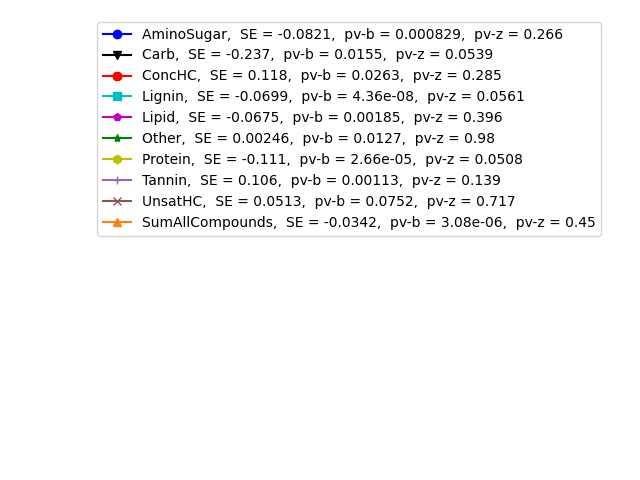 AminoSugar,  SE = -0.0821,  pv-b = 0.000829,  pv-z = 0.266
Carb,  SE = -0.237,  pv-b = 0.0155,  pv-z = 0.0539
ConcHC,  SE = 0.118,  pv-b = 0.0263,  pv-z = 0.285
Lignin,  SE = -0.0699,  pv-b = 4.36e-08,  pv-z = 0.0561
Lipid,  SE = -0.0675,  pv-b = 0.00185,  pv-z = 0.396
Other,  SE = 0.00246,  pv-b = 0.0127,  pv-z = 0.98
Protein,  SE = -0.111,  pv-b = 2.66e-05,  pv-z = 0.0508
Tannin,  SE = 0.106,  pv-b = 0.00113,  pv-z = 0.139
UnsatHC,  SE = 0.0513,  pv-b = 0.0752,  pv-z = 0.717
SumAllCompounds,  SE = -0.0342,  pv-b = 3.08e-06,  pv-z = 0.45